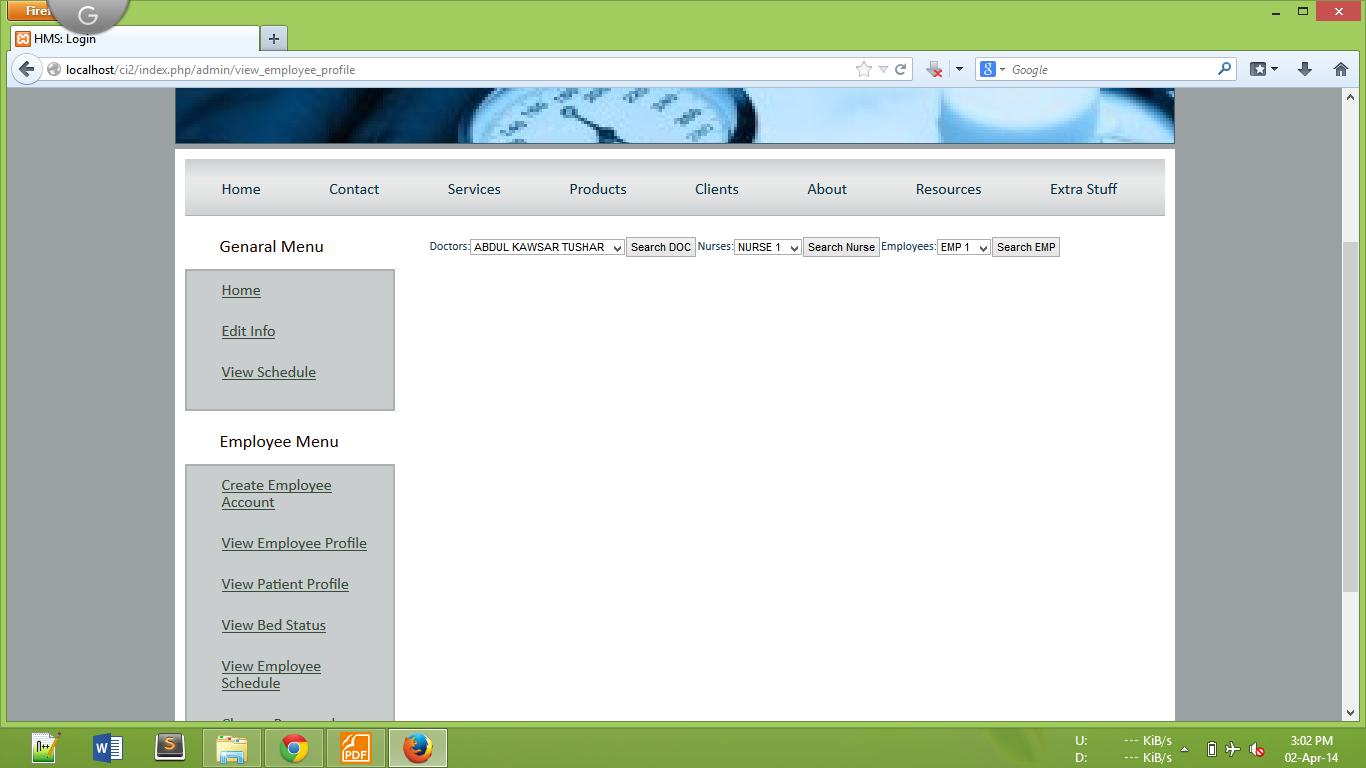 Firef
G
HMS: Login
localhost/ci2/index.php/admin/view_employee_profile
Google
Home Contact Services Products Clients About Resources Extra Stuff
Genaral Menu
Doctors: ABDUL KAWSAR TUSHAR Search DOC Nurses: NURSE 1 Search Nurse Employees: EMP 1 Search EMP
Home
Edit Info
View Schedule
Employee Menu
Create Employee
Account
View Employee Profile
View Patient Profile
View Bed Status
View Employee
Schedule
U: --- KiB/s
D: --- KiB/s
3:02 PM
02-Apr-14